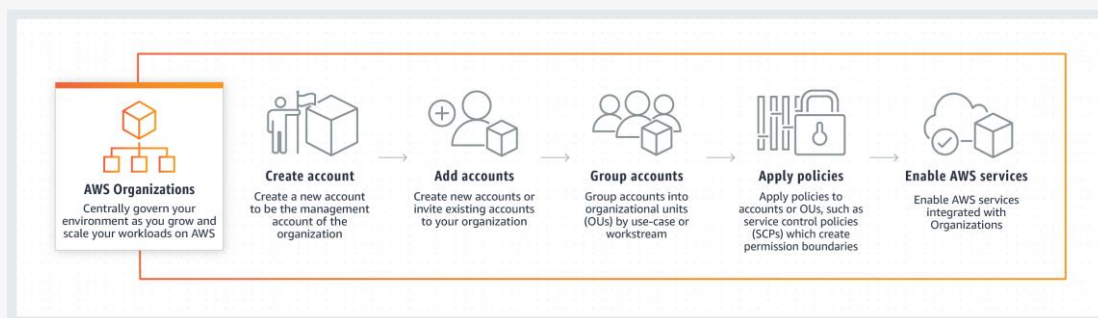 AWS Organizations
Centrally govern your
environment as you grow and
scale your workloads on AWS
Create account
Create a new account
to be the management
account of the
organization
Add accounts
Create new accounts or
invite existing accounts
to your organization
Group accounts
Group accounts into
organizational units
(OUs) by use-case or
workstream
Apply policies
Apply policies to
accounts or OUs, such as
service control policies
(SCPs) which create
permission boundaries
Enable AWS services
Enable AWS services
integrated with
Organizations